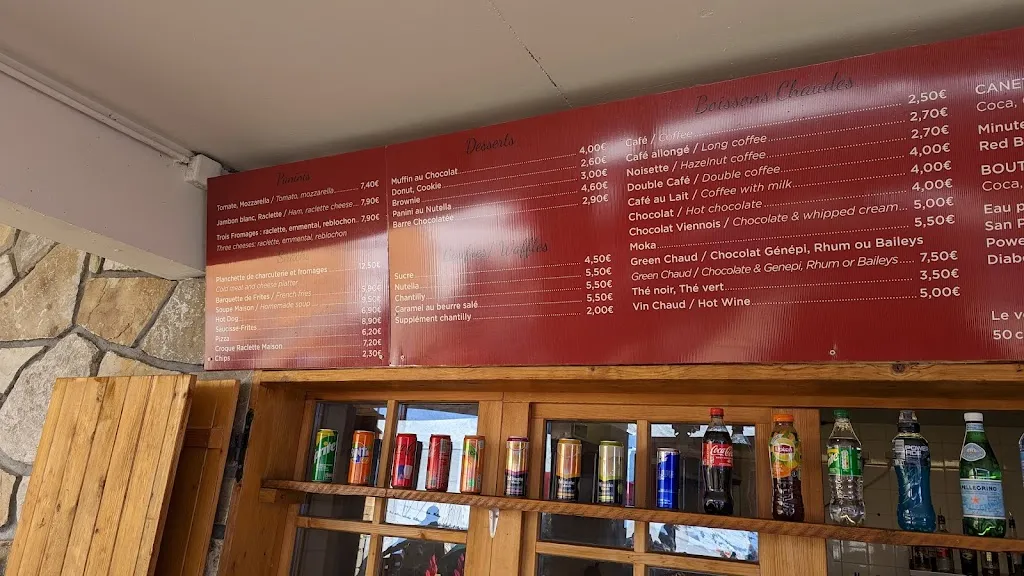 Paninis
Tomate, Mozzarella / Tomato, mozzarella 7,40€
Jambon blanc, Raclette / Ham, raclette cheese 7,90€
Trois Fromages : raclette, emmental, reblochon 7,90€
Three cheeses: raclette, emmental, reblochon
Planchette de charcuterie et fromages 12,50€
Cold meat and cheese platter
Barquette de Frites / French fries
Soupe Maison / Homemade soup
Hot Dog 6,90€
Saucisse-Frites 8,90€
Pizza 6,20€
Croque Raclette Maison 7,20€
Chips 2,30€
Desserts
Muffin au Chocolat 4,00€
Donut, Cookie 2,60€
Brownie 3,00€
Panini au Nutella 4,60€
Barre Chocolatée 2,90€
Waffles
Sucre 4,50€
Nutella 5,50€
Chantilly 5,50€
Caramel au beurre salé 5,50€
Supplément chantilly 2,00€
Boissons Chaudes
Café / Coffee 2,50€
Café allongé / Long coffee 2,70€
Noisette / Hazelnut coffee 2,70€
Double Café / Double coffee 4,00€
Café au Lait / Coffee with milk 4,00€
Chocolat / Hot chocolate 4,00€
Chocolat Viennois / Chocolate & whipped cream 5,00€
Moka 5,50€
Green Chaud / Chocolat Génépi, Rhum ou Baileys
Green Chaud / Chocolate & Genepi, Rhum or Baileys 7,50€
Thé noir, Thé vert 3,50€
Vin Chaud / Hot Wine 5,00€
CANE
Coca,
Minute
Red B
BOUT
Coca,
Eau p
San P
Powe
Diab
Le v
50 c
Coca-Cola
PELLEGRINO